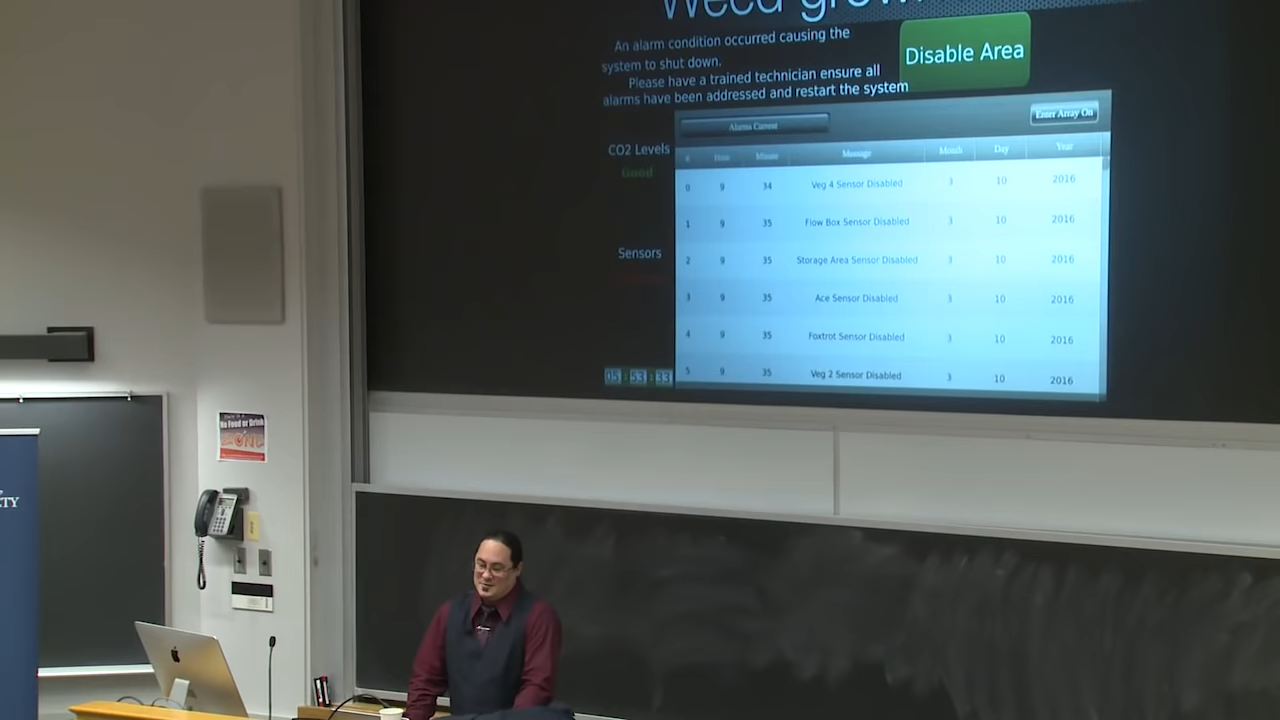 Weed grow
An alarm condition occurred causing the
system to shut down.
Please have a trained technician ensure all
alarms have been addressed and restart the system
Disable Area
Alarms Current
Enter Array On
CO2 Levels
Good
Sensors
05:53:33
# Hour Minute Message Month Day Year
0 9 34 Veg 4 Sensor Disabled 3 10 2016
1 9 35 Flow Box Sensor Disabled 3 10 2016
2 9 35 Storage Area Sensor Disabled 3 10 2016
3 9 35 Ace Sensor Disabled 3 10 2016
4 9 35 Foxtrot Sensor Disabled 3 10 2016
5 9 35 Veg 2 Sensor Disabled 3 10 2016
No Food or Drink
ZONE
TY